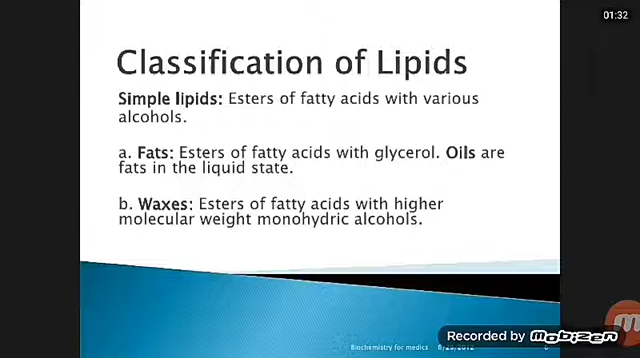 01:32
Classification of Lipids
Simple lipids: Esters of fatty acids with various
alcohols.
a. Fats: Esters of fatty acids with glycerol. Oils are
fats in the liquid state.
b. Waxes: Esters of fatty acids with higher
molecular weight monohydric alcohols.
Biochemistry for medics
Recorded by Mobizen